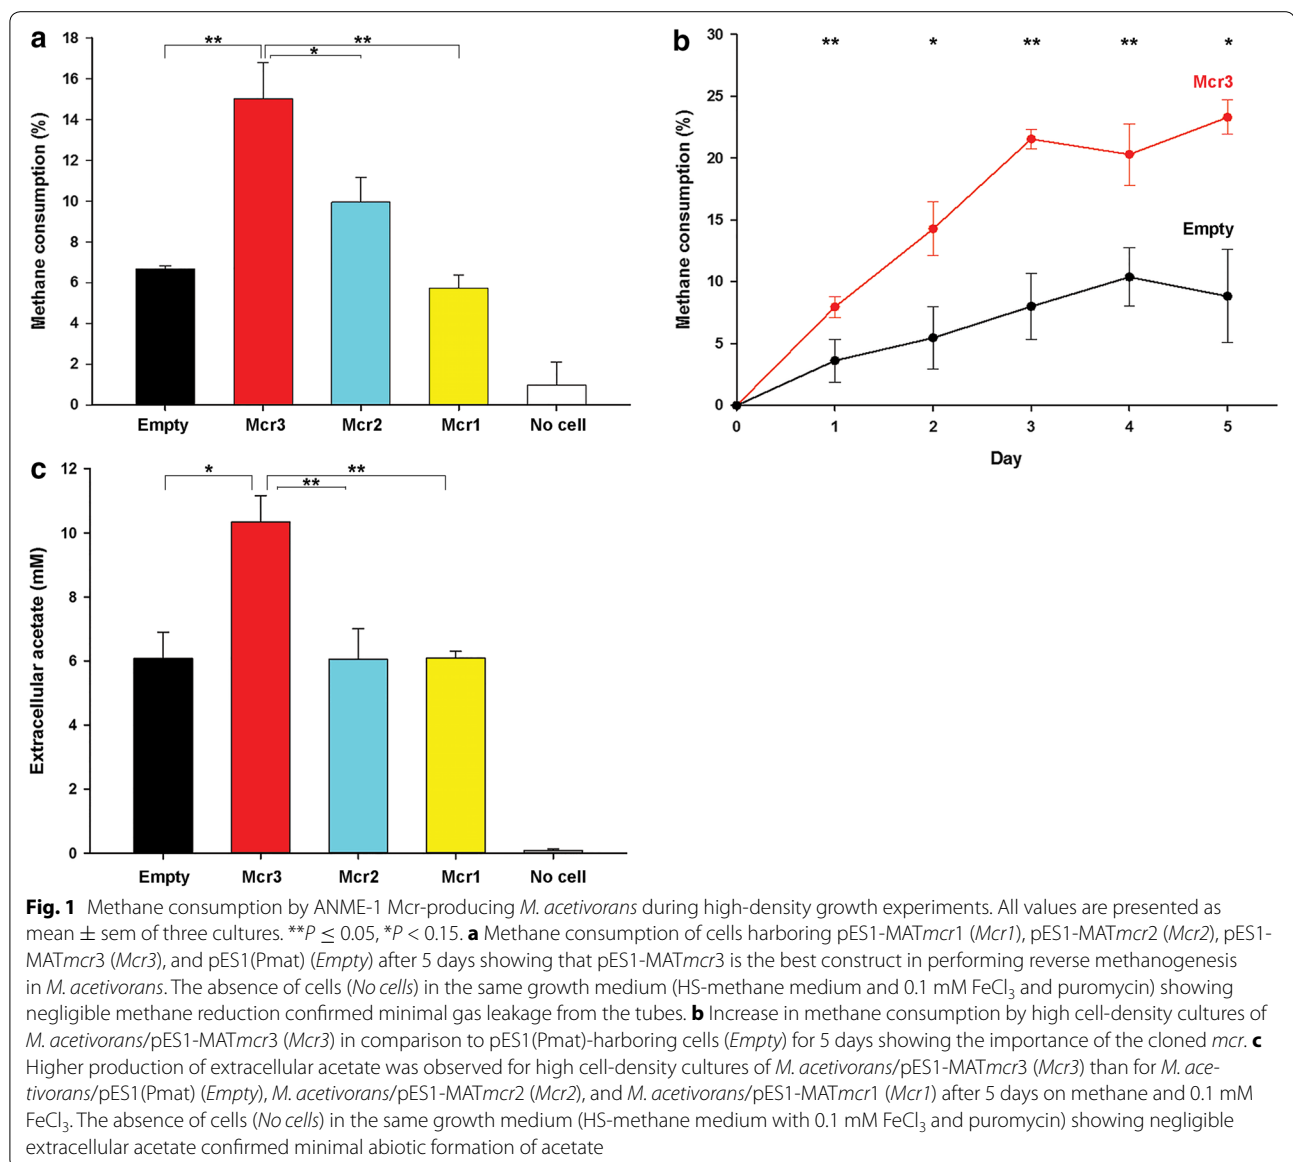 a
18
16
14
12
10
8
6
4
2
0
Methane consumption (%)
**
**
*
Empty
Mcr3
Mcr2
Mcr1
No cell
b
30
25
20
15
10
5
0
Methane consumption (%)
**
*
**
**
*
Mcr3
Empty
0
1
2
3
4
5
Day
c
12
10
8
6
4
2
0
Extracellular acetate (mM)
*
**
**
Empty
Mcr3
Mcr2
Mcr1
No cell
Fig. 1 Methane consumption by ANME-1 Mcr-producing M. acetivorans during high-density growth experiments. All values are presented as
mean ± sem of three cultures. **P ≤ 0.05, *P < 0.15. a Methane consumption of cells harboring pES1-MATmcr1 (Mcr1), pES1-MATmcr2 (Mcr2), pES1-
MATmcr3 (Mcr3), and pES1(Pmat) (Empty) after 5 days showing that pES1-MATmcr3 is the best construct in performing reverse methanogenesis
in M. acetivorans. The absence of cells (No cells) in the same growth medium (HS-methane medium and 0.1 mM FeCl3 and puromycin) showing
negligible methane reduction confirmed minimal gas leakage from the tubes. b Increase in methane consumption by high cell-density cultures of
M. acetivorans/pES1-MATmcr3 (Mcr3) in comparison to pES1(Pmat)-harboring cells (Empty) for 5 days showing the importance of the cloned mcr. c
Higher production of extracellular acetate was observed for high cell-density cultures of M. acetivorans/pES1-MATmcr3 (Mcr3) than for M. ace-
tivorans/pES1(Pmat) (Empty), M. acetivorans/pES1-MATmcr2 (Mcr2), and M. acetivorans/pES1-MATmcr1 (Mcr1) after 5 days on methane and 0.1 mM
FeCl3. The absence of cells (No cells) in the same growth medium (HS-methane medium with 0.1 mM FeCl3 and puromycin) showing negligible
extracellular acetate confirmed minimal abiotic formation of acetate